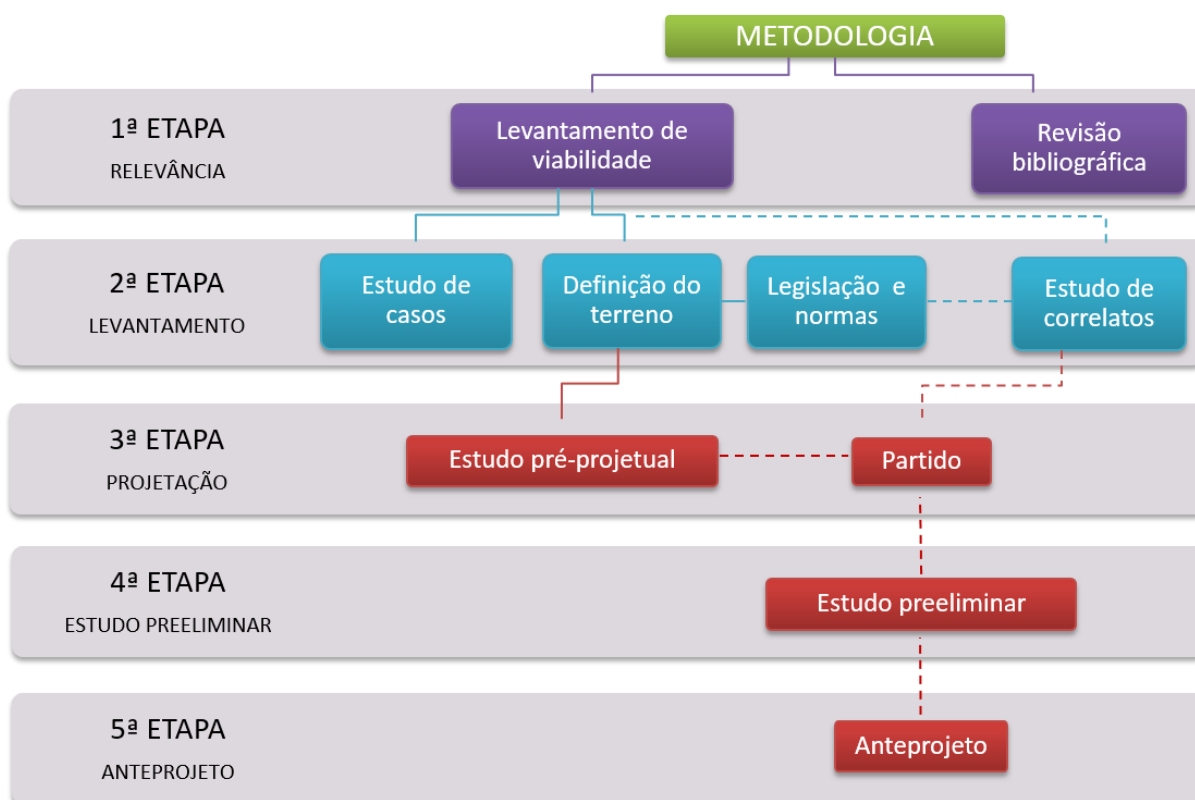 METODOLOGIA
1ª ETAPA
RELEVÂNCIA
Levantamento de
viabilidade
Revisão
bibliográfica
2ª ETAPA
LEVANTAMENTO
Estudo de
casos
Definição do
terreno
Legislação e
normas
Estudo de
correlatos
3ª ETAPA
PROJETAÇÃO
Estudo pré-projetual
Partido
4ª ETAPA
ESTUDO PREELIMINAR
Estudo preeliminar
5ª ETAPA
ANTEPROJETO
Anteprojeto